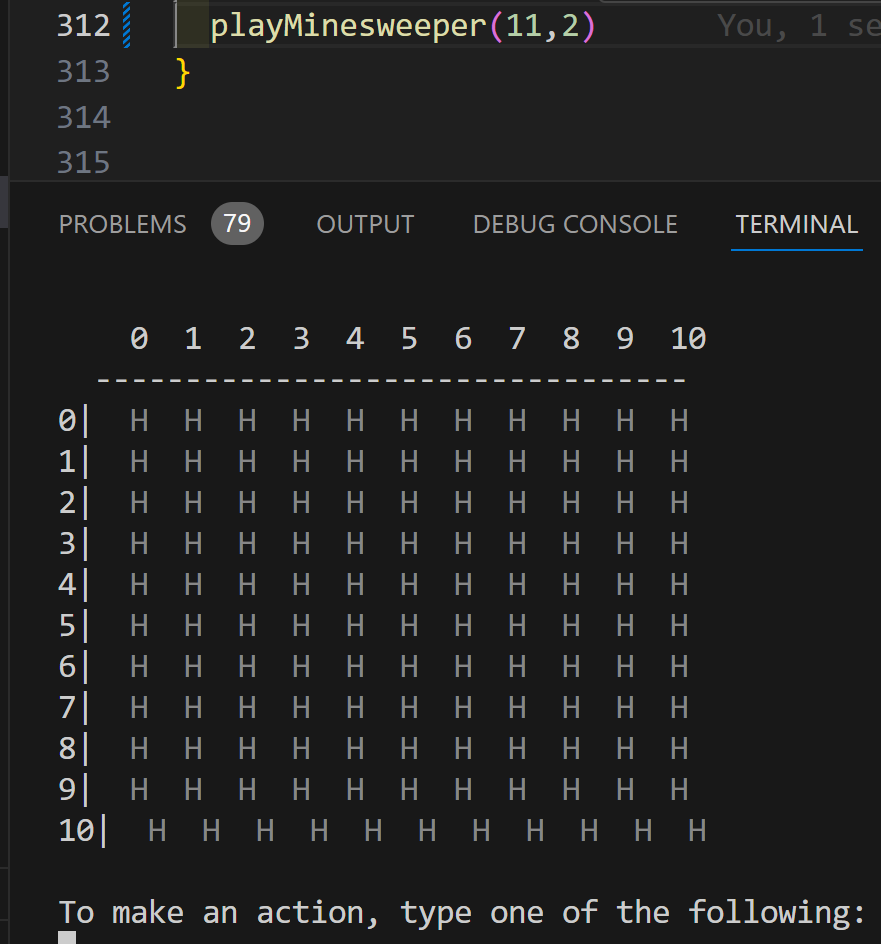 312 playMinesweeper(11,2) You, 1 se
313 }
314
315
PROBLEMS 79 OUTPUT DEBUG CONSOLE TERMINAL
0 1 2 3 4 5 6 7 8 9 10
---------------------------------
0| H H H H H H H H H H H
1| H H H H H H H H H H H
2| H H H H H H H H H H H
3| H H H H H H H H H H H
4| H H H H H H H H H H H
5| H H H H H H H H H H H
6| H H H H H H H H H H H
7| H H H H H H H H H H H
8| H H H H H H H H H H H
9| H H H H H H H H H H H
10| H H H H H H H H H H H
To make an action, type one of the following: